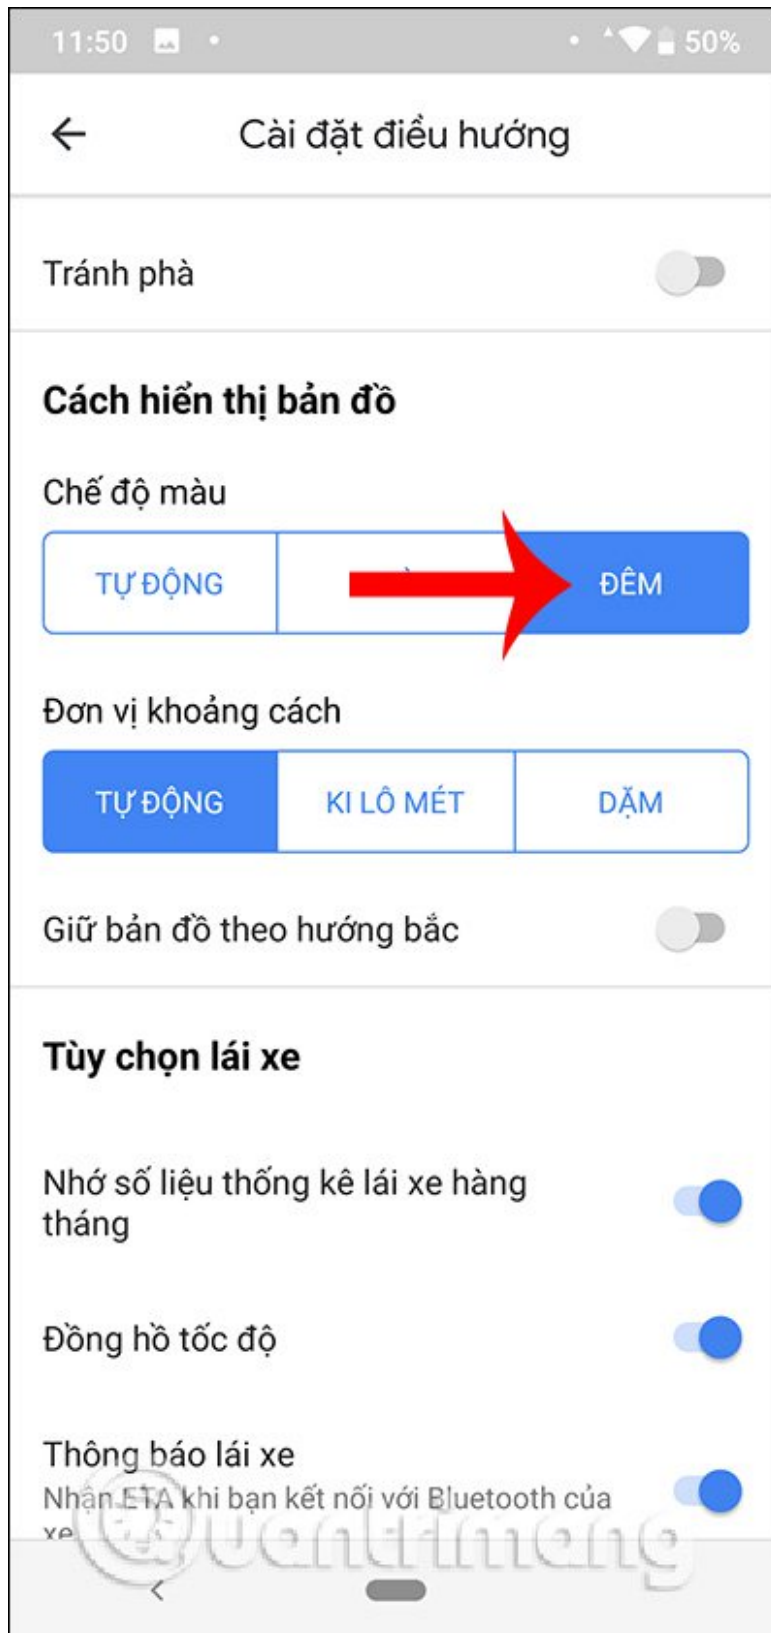 11:50
50%
Cài đặt điều hướng
Tránh phà
Cách hiển thị bản đồ
Chế độ màu
TỰ ĐỘNG
ĐÊM
Đơn vị khoảng cách
TỰ ĐỘNG
KI LÔ MÉT
DẶM
Giữ bản đồ theo hướng bắc
Tùy chọn lái xe
Nhớ số liệu thống kê lái xe hàng
tháng
Đồng hồ tốc độ
Thông báo lái xe
Nhận ETA khi bạn kết nối với Bluetooth của
xe
Quantrimang